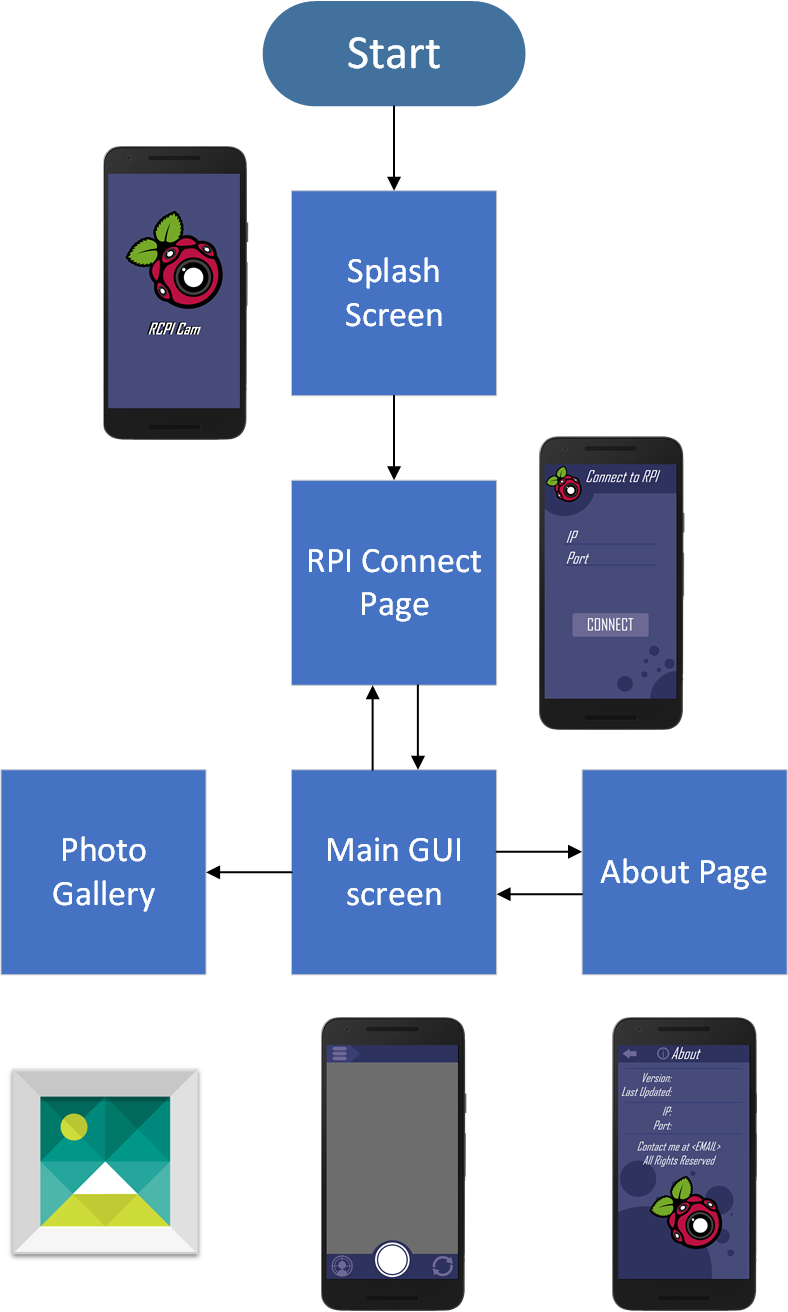 Start
Splash
Screen
RCPI Cam
RPI Connect
Page
Connect to RPI
IP
Port
CONNECT
Photo
Gallery
Main GUI
screen
About Page
About
Version:
Last Updated:
IP:
Port:
Contact me at <EMAIL>
All Rights Reserved